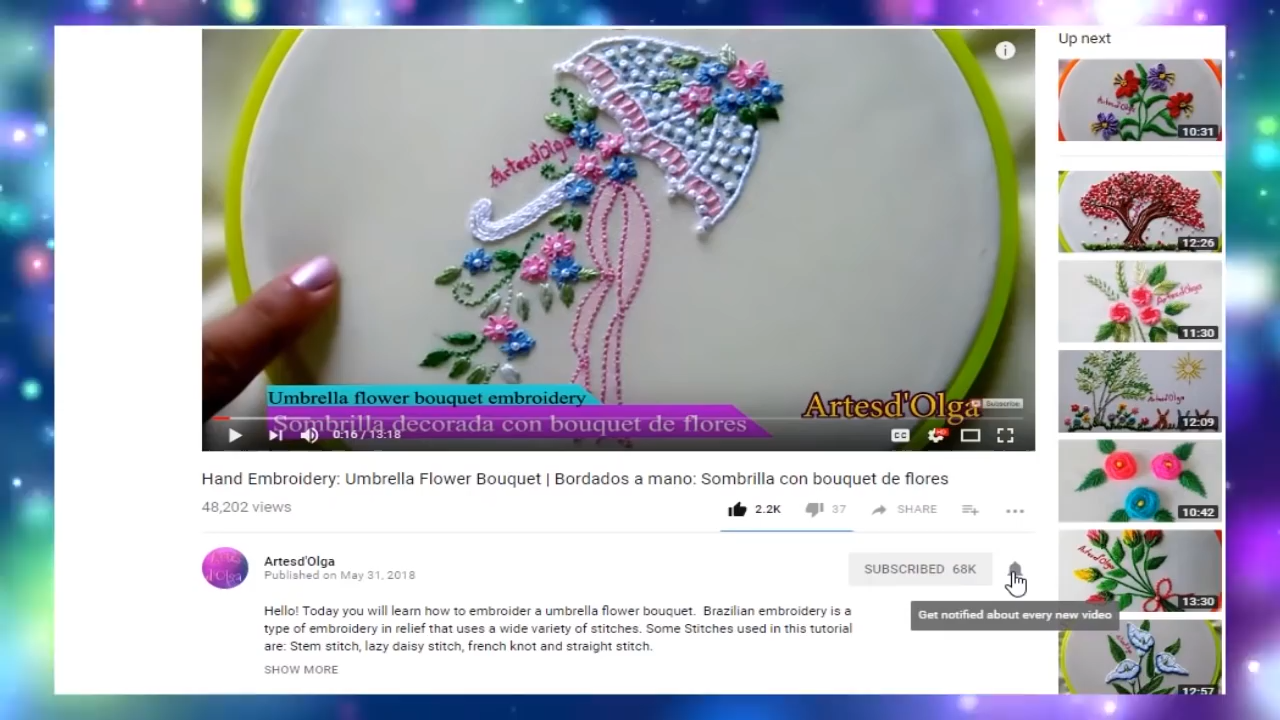 Up next
i
Artesd'Olga
Umbrella flower bouquet embroidery
Sombrilla decorada con bouquet de flores
Artesd'Olga
Subscribe
0:16 / 13:18
CC
HD
Hand Embroidery: Umbrella Flower Bouquet | Bordados a mano: Sombrilla con bouquet de flores
48,202 views
2.2K
37
SHARE
Artesd'Olga
Published on May 31, 2018
SUBSCRIBED 68K
Get notified about every new video
Hello! Today you will learn how to embroider a umbrella flower bouquet. Brazilian embroidery is a
type of embroidery in relief that uses a wide variety of stitches. Some Stitches used in this tutorial
are: Stem stitch, lazy daisy stitch, french knot and straight stitch.
SHOW MORE
10:31
12:26
11:30
12:09
10:42
13:30
12:57